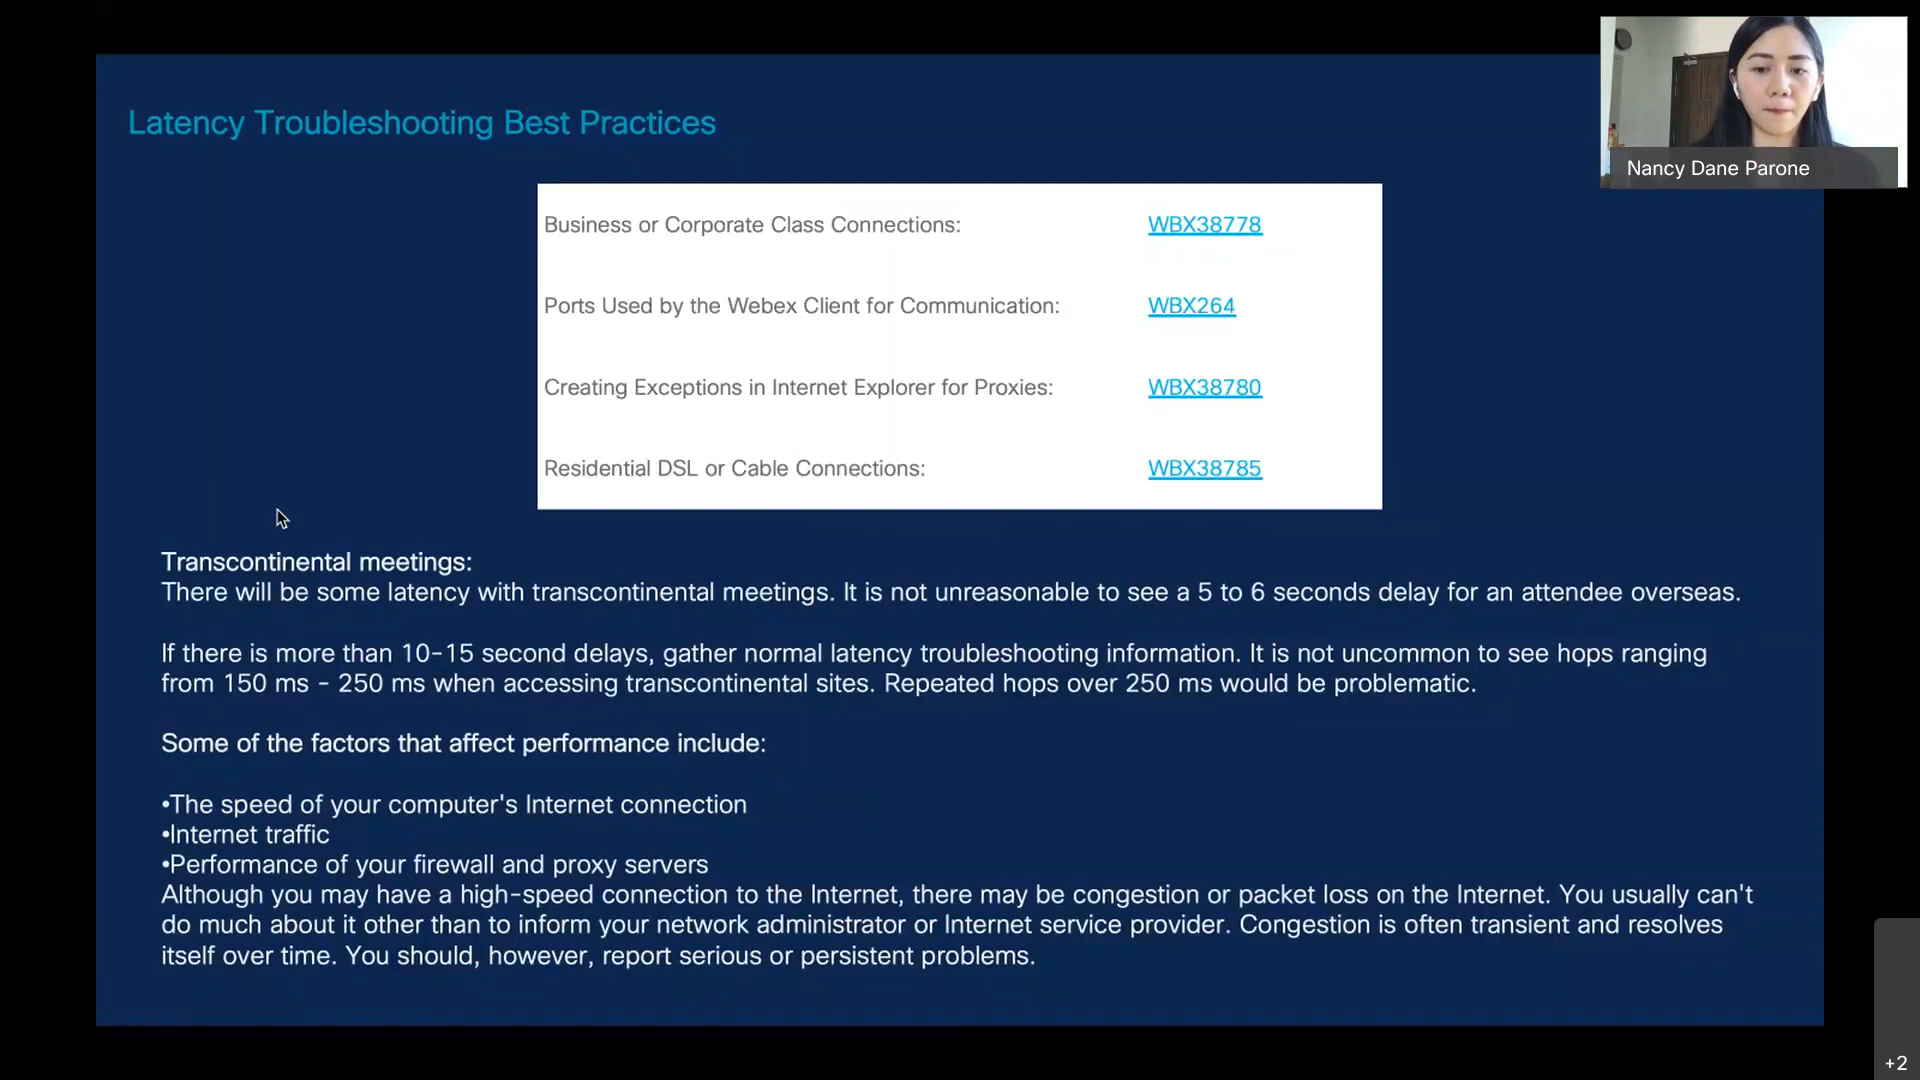 Latency Troubleshooting Best Practices
Nancy Dane Parone
Business or Corporate Class Connections: WBX38778
Ports Used by the Webex Client for Communication: WBX264
Creating Exceptions in Internet Explorer for Proxies: WBX38780
Residential DSL or Cable Connections: WBX38785
Transcontinental meetings:
There will be some latency with transcontinental meetings. It is not unreasonable to see a 5 to 6 seconds delay for an attendee overseas.
If there is more than 10-15 second delays, gather normal latency troubleshooting information. It is not uncommon to see hops ranging
from 150 ms - 250 ms when accessing transcontinental sites. Repeated hops over 250 ms would be problematic.
Some of the factors that affect performance include:
•The speed of your computer's Internet connection
•Internet traffic
•Performance of your firewall and proxy servers
Although you may have a high-speed connection to the Internet, there may be congestion or packet loss on the Internet. You usually can't
do much about it other than to inform your network administrator or Internet service provider. Congestion is often transient and resolves
itself over time. You should, however, report serious or persistent problems.
+2